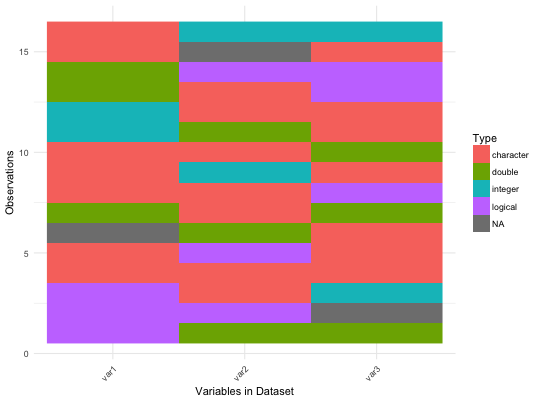 15
10
5
0
Observations
var1
var2
var3
Variables in Dataset
Type
character
double
integer
logical
NA